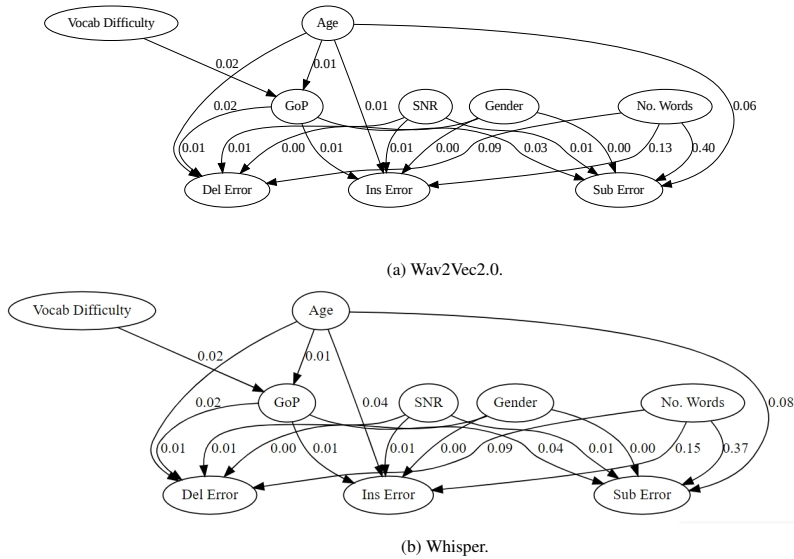 Vocab Difficulty Age
0.02 0.01
GoP SNR Gender No. Words
0.02 0.01 0.06
0.01 0.01 0.00 0.01 0.01 0.00 0.09 0.03 0.01 0.00 0.13 0.40
Del Error Ins Error Sub Error
(a) Wav2Vec2.0.
Vocab Difficulty Age
0.02 0.01
GoP SNR Gender No. Words
0.02 0.04 0.08
0.01 0.01 0.00 0.01 0.01 0.00 0.09 0.04 0.01 0.00 0.15 0.37
Del Error Ins Error Sub Error
(b) Whisper.